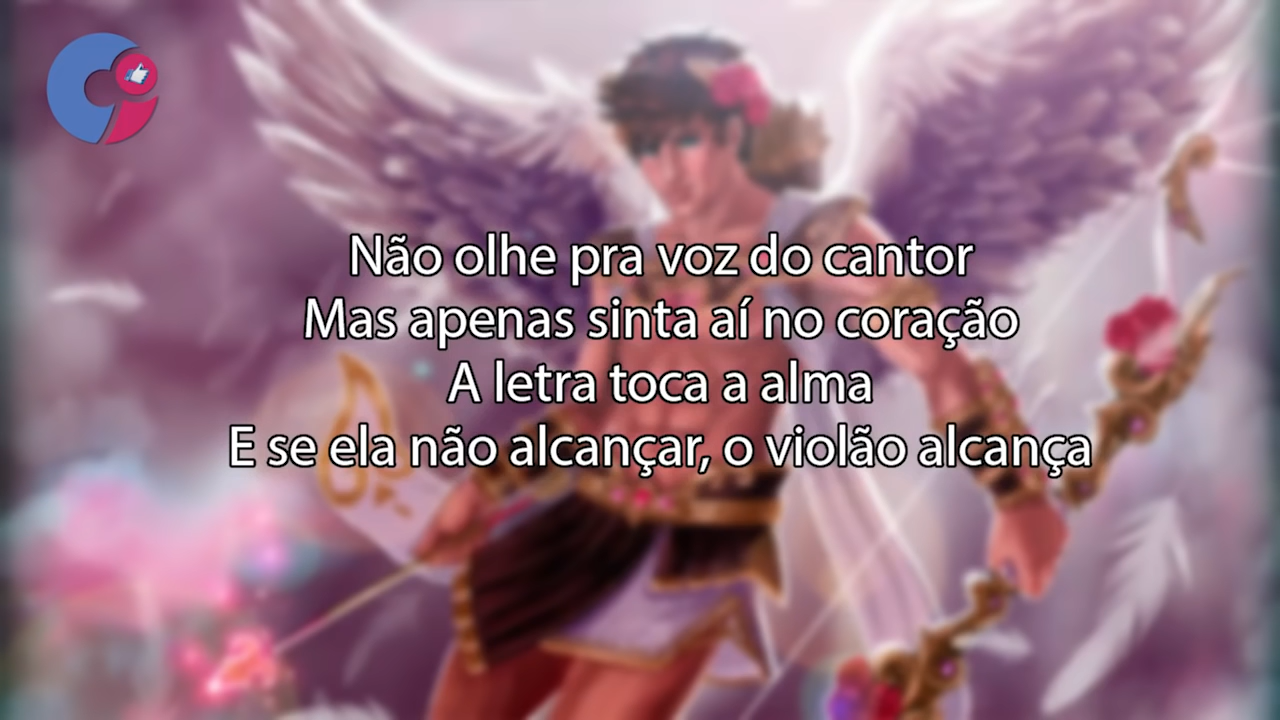 Não olhe pra voz do cantor
Mas apenas sinta aí no coração
A letra toca a alma
E se ela não alcançar, o violão alcança